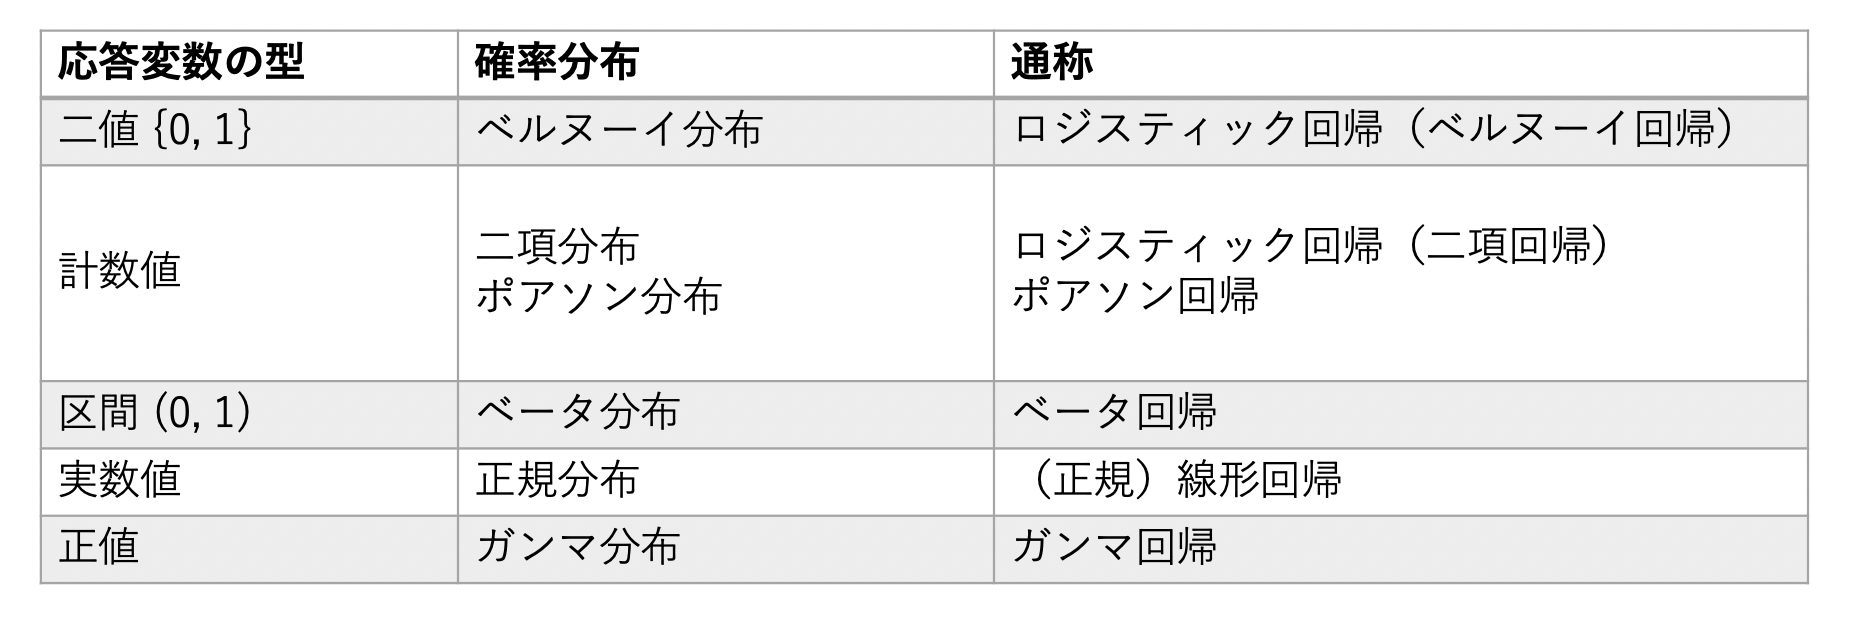 応答変数の型 確率分布 通称
二値 {0, 1} ベルヌーイ分布 ロジスティック回帰（ベルヌーイ回帰）
計数値
二項分布 ロジスティック回帰（二項回帰）
ポアソン分布 ポアソン回帰
区間 (0, 1) ベータ分布 ベータ回帰
実数値 正規分布 （正規）線形回帰
正値 ガンマ分布 ガンマ回帰